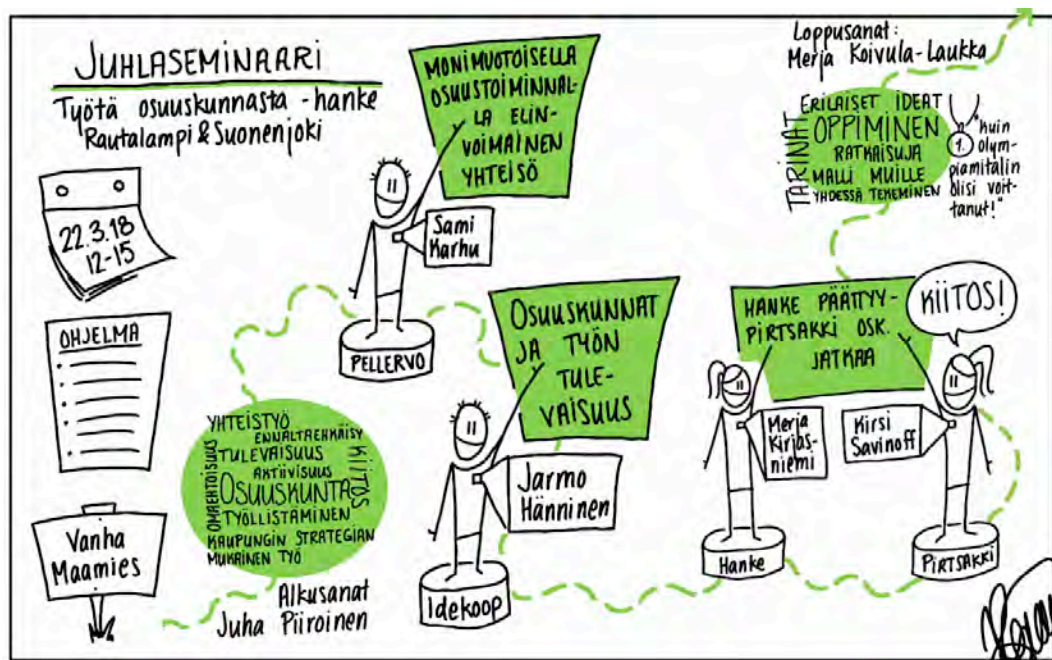 JUHLASEMINAARI
Työtä osuuskunnasta -hanke
Rautalampi & Suonenjoki
22.3.18
12-15
OHJELMA
Vanha
Maamies
Alkusanat
Juha Piiroinen
YHTEISTYÖ
ENNALTAEHKÄISY
TULEVAISUUS
AKTIIVISUUS
OSUUSKUNTA
TYÖLLISTÄMINEN
KAUPUNGIN STRATEGIAN
MUKAINEN TYÖ
OMAEHTOISUUS
KIITOS
MONIMUOTOISELLA
OSUUSTOIMINNAL-
LA ELIN-
VOIMAINEN
YHTEISÖ
Sami
Karhu
PELLERVO
OSUUSKUNNAT
JA TYÖN
TULE-
VAISUUS
Jarmo
Hänninen
Idekoop
HANKE PÄÄTTYY-
PIRTSAKKI OSK.
JATKAA
KIITOS!
Merja
Kirjas-
niemi
Kirsi
Savinoff
Hanke
PIRTSAKKI
Loppusanat:
Merja Koivula-Laukka
TARINAT
ERILAISET IDEAT
OPPIMINEN
RATKAISUJA
MALLI MUILLE
YHDESSÄ TEKEMINEN
1.
"kuin
olym-
piamitalin
olisi voit-
tanut!"